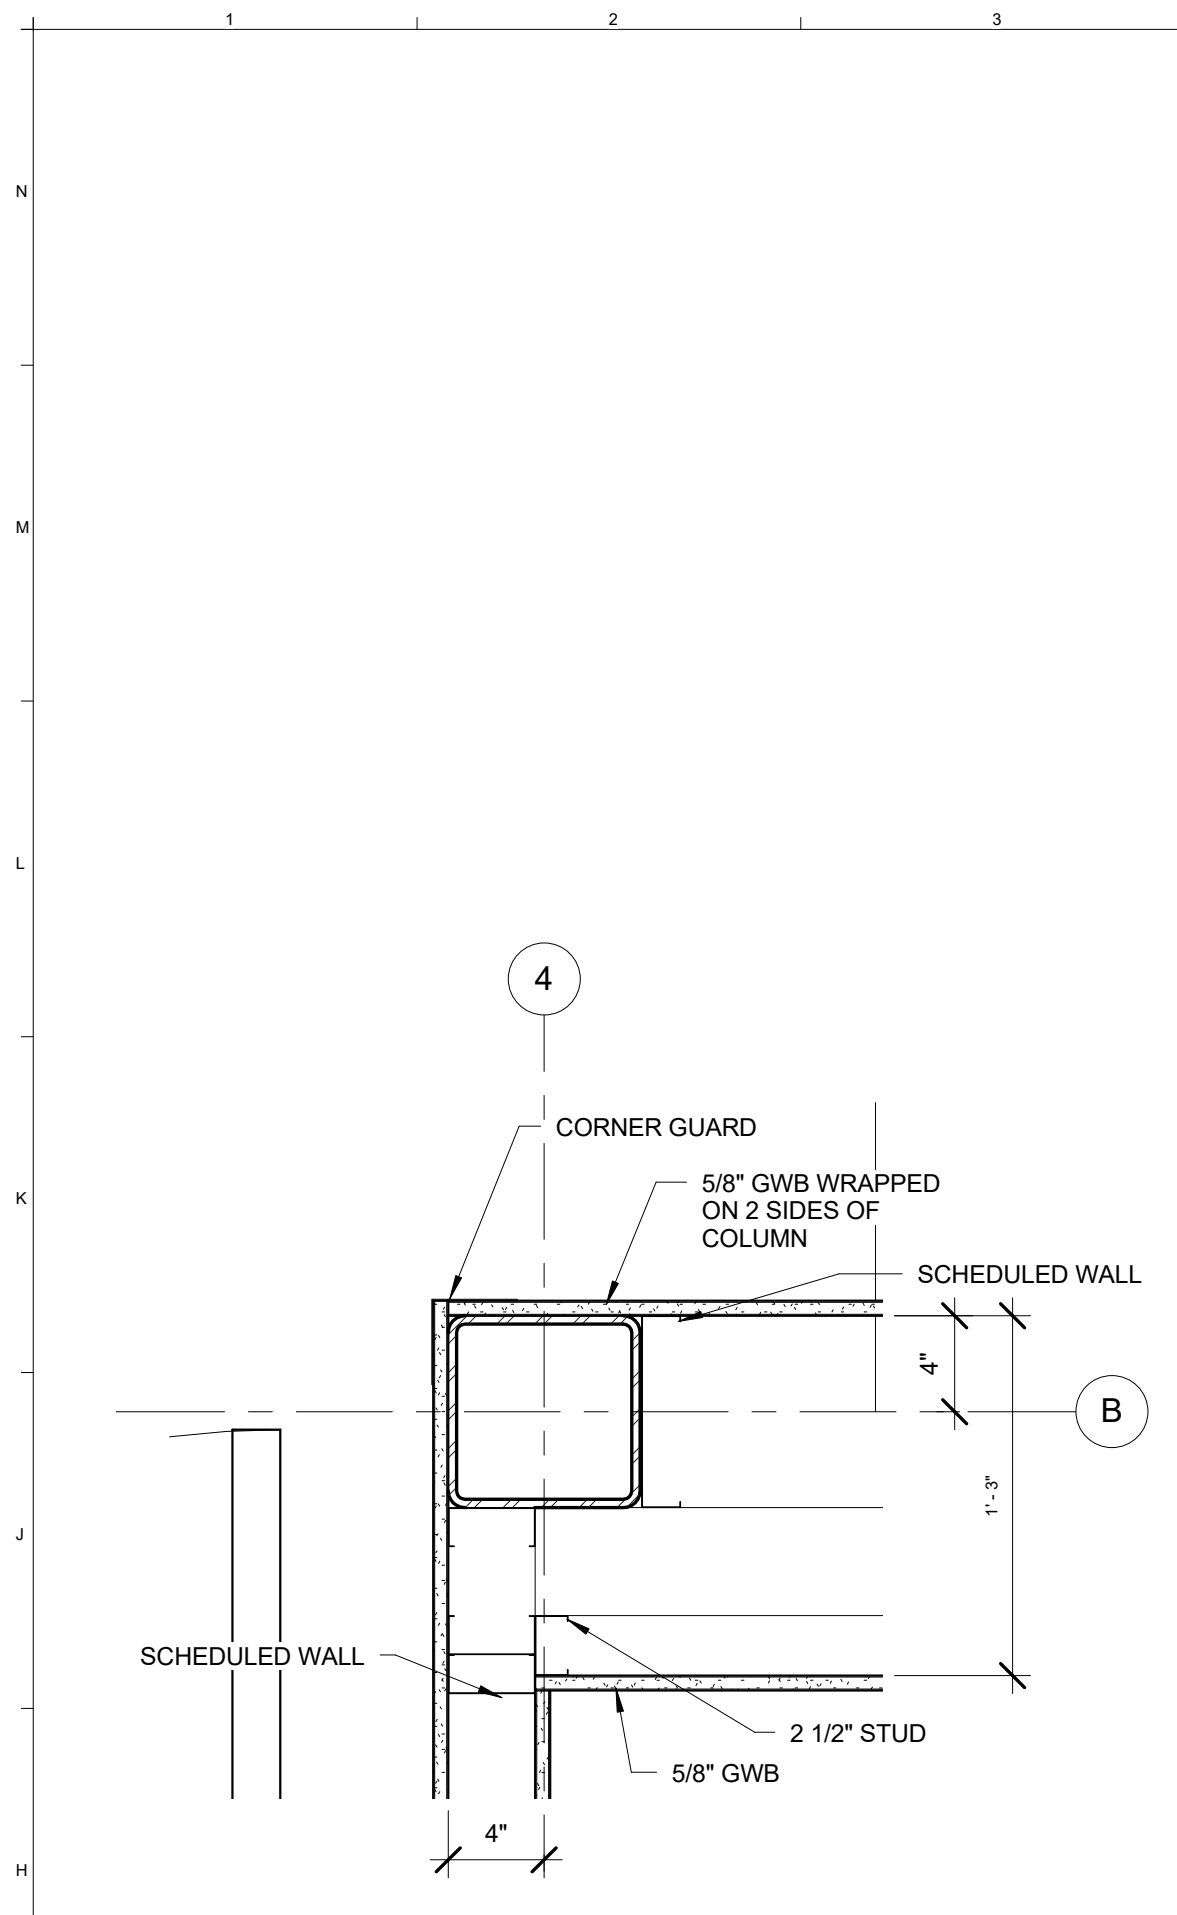 1
2
3
N
M
L
4
CORNER GUARD
K
5/8" GWB WRAPPED
ON 2 SIDES OF
COLUMN
SCHEDULED WALL
4"
B
1' - 3"
J
SCHEDULED WALL
2 1/2" STUD
5/8" GWB
4"
H